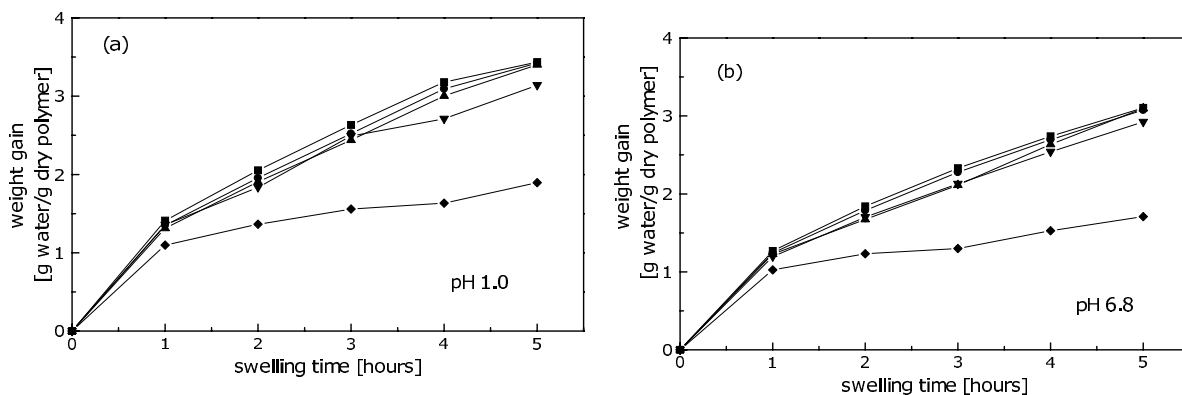 (a)
weight gain
[g water/g dry polymer]
4
3
2
1
0
pH 1.0
0 1 2 3 4 5
swelling time [hours]
(b)
weight gain
[g water/g dry polymer]
4
3
2
1
0
pH 6.8
0 1 2 3 4 5
swelling time [hours]